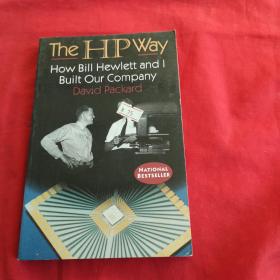 The HP Way
How Bill Hewlett and I
Built Our Company
David Packard
NATIONAL
BESTSELLER